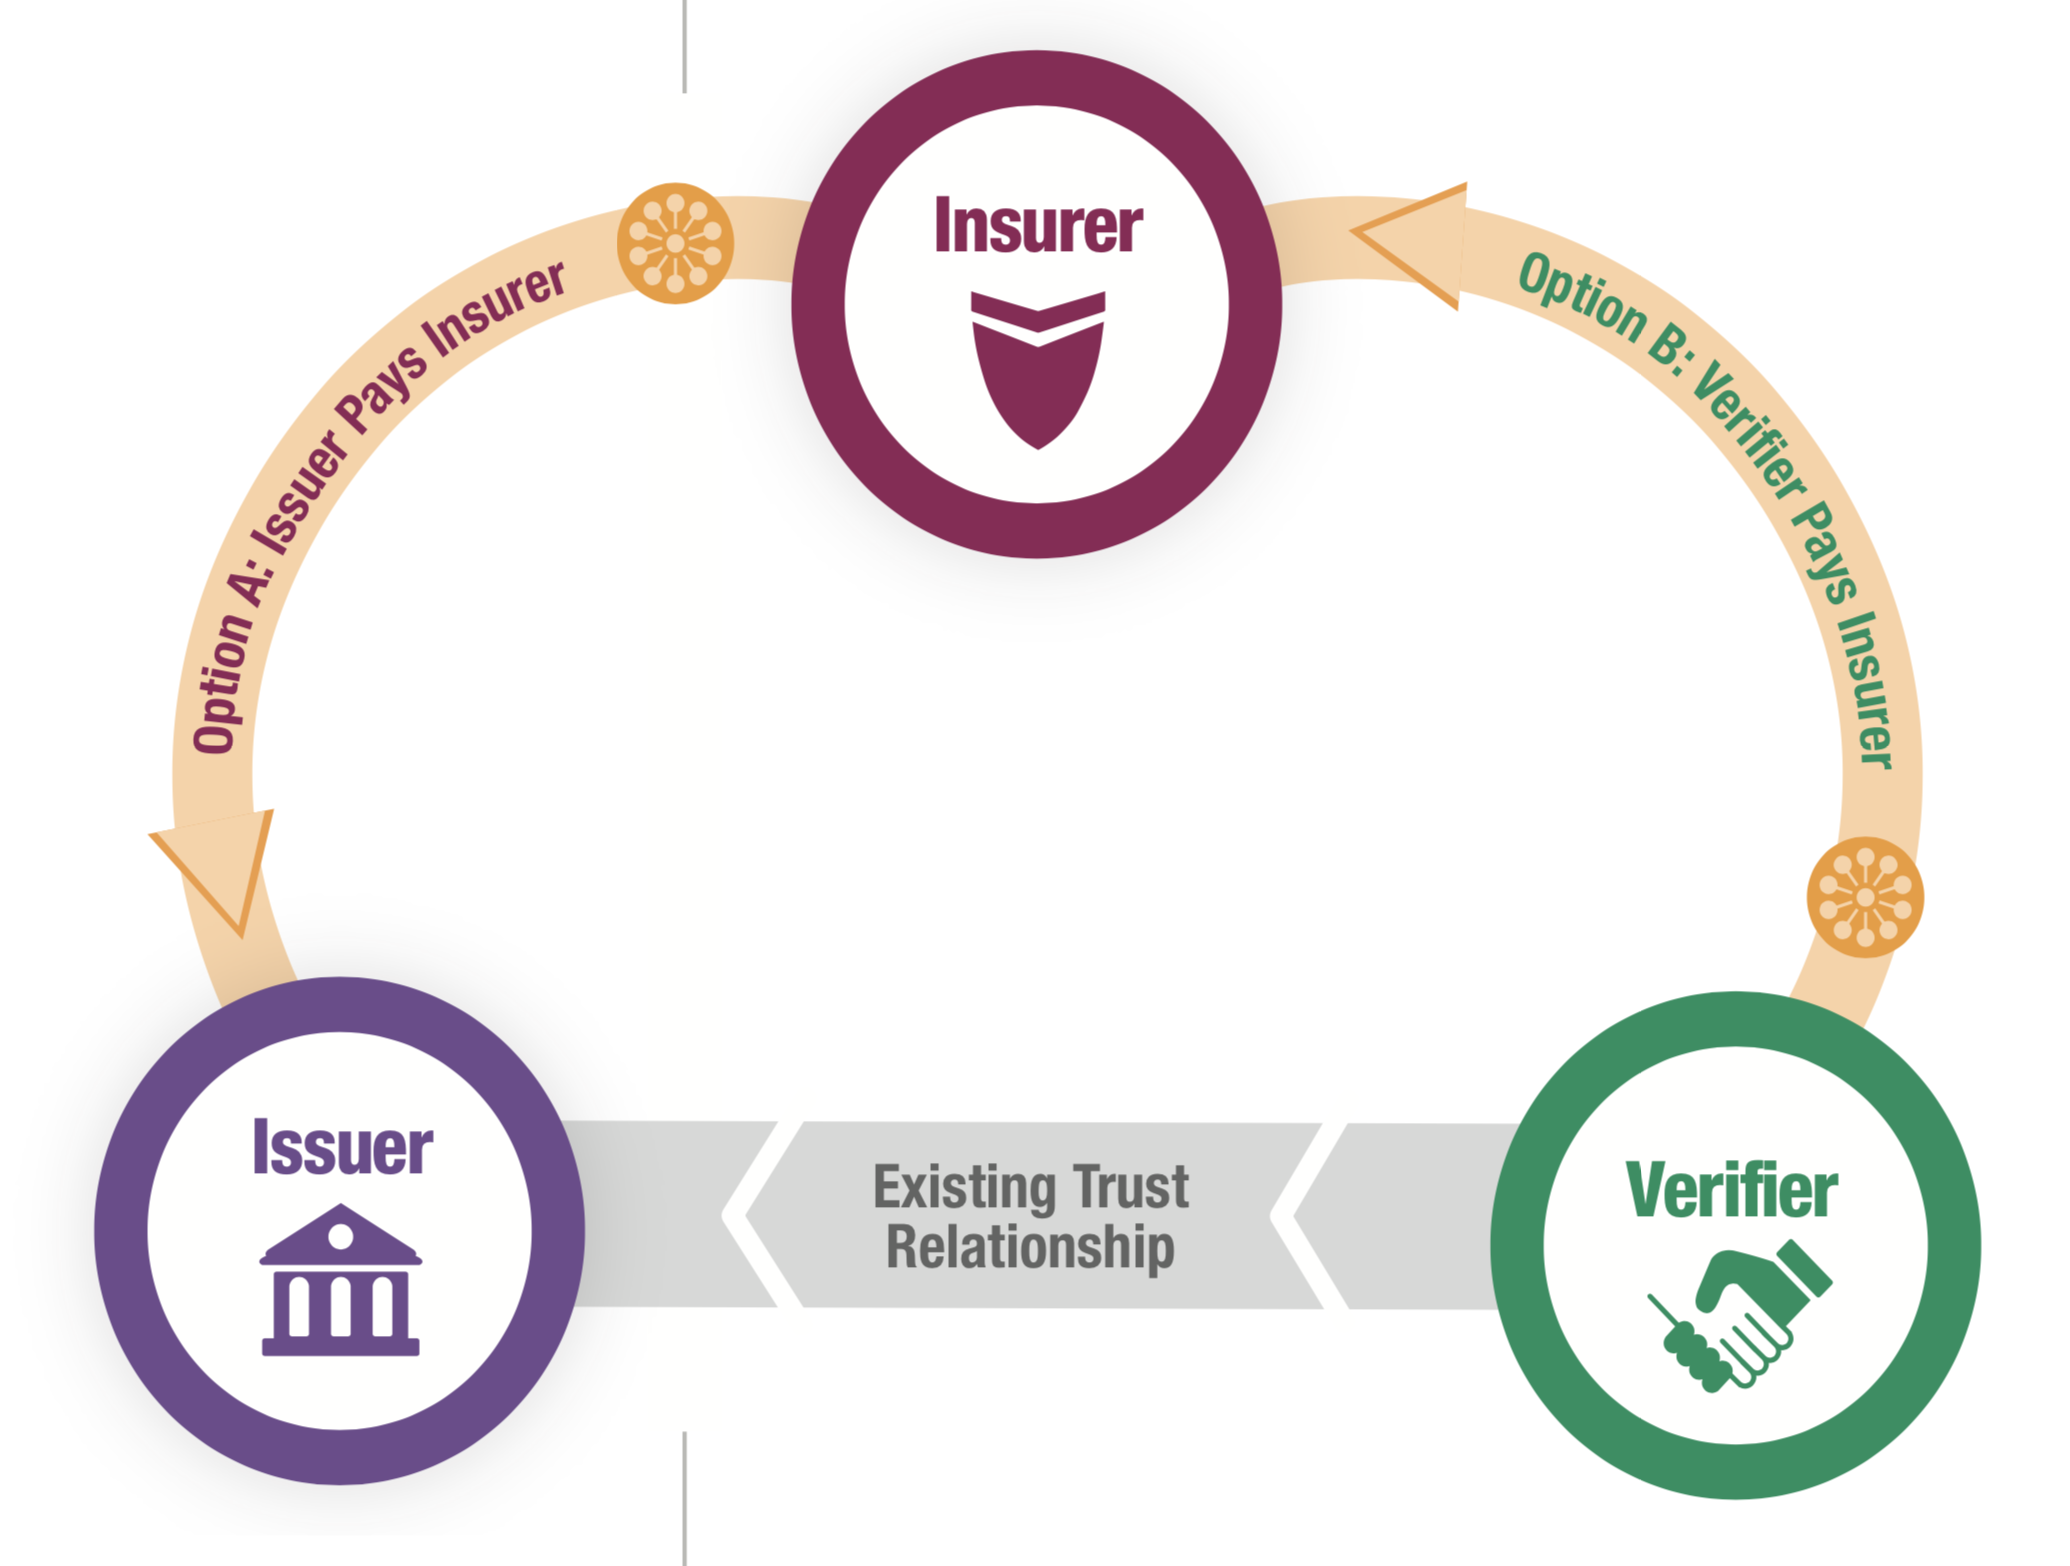 Insurer
Option A: Issuer Pays Insurer
Option B: Verifier Pays Insurer
Issuer
Existing Trust
Relationship
Verifier